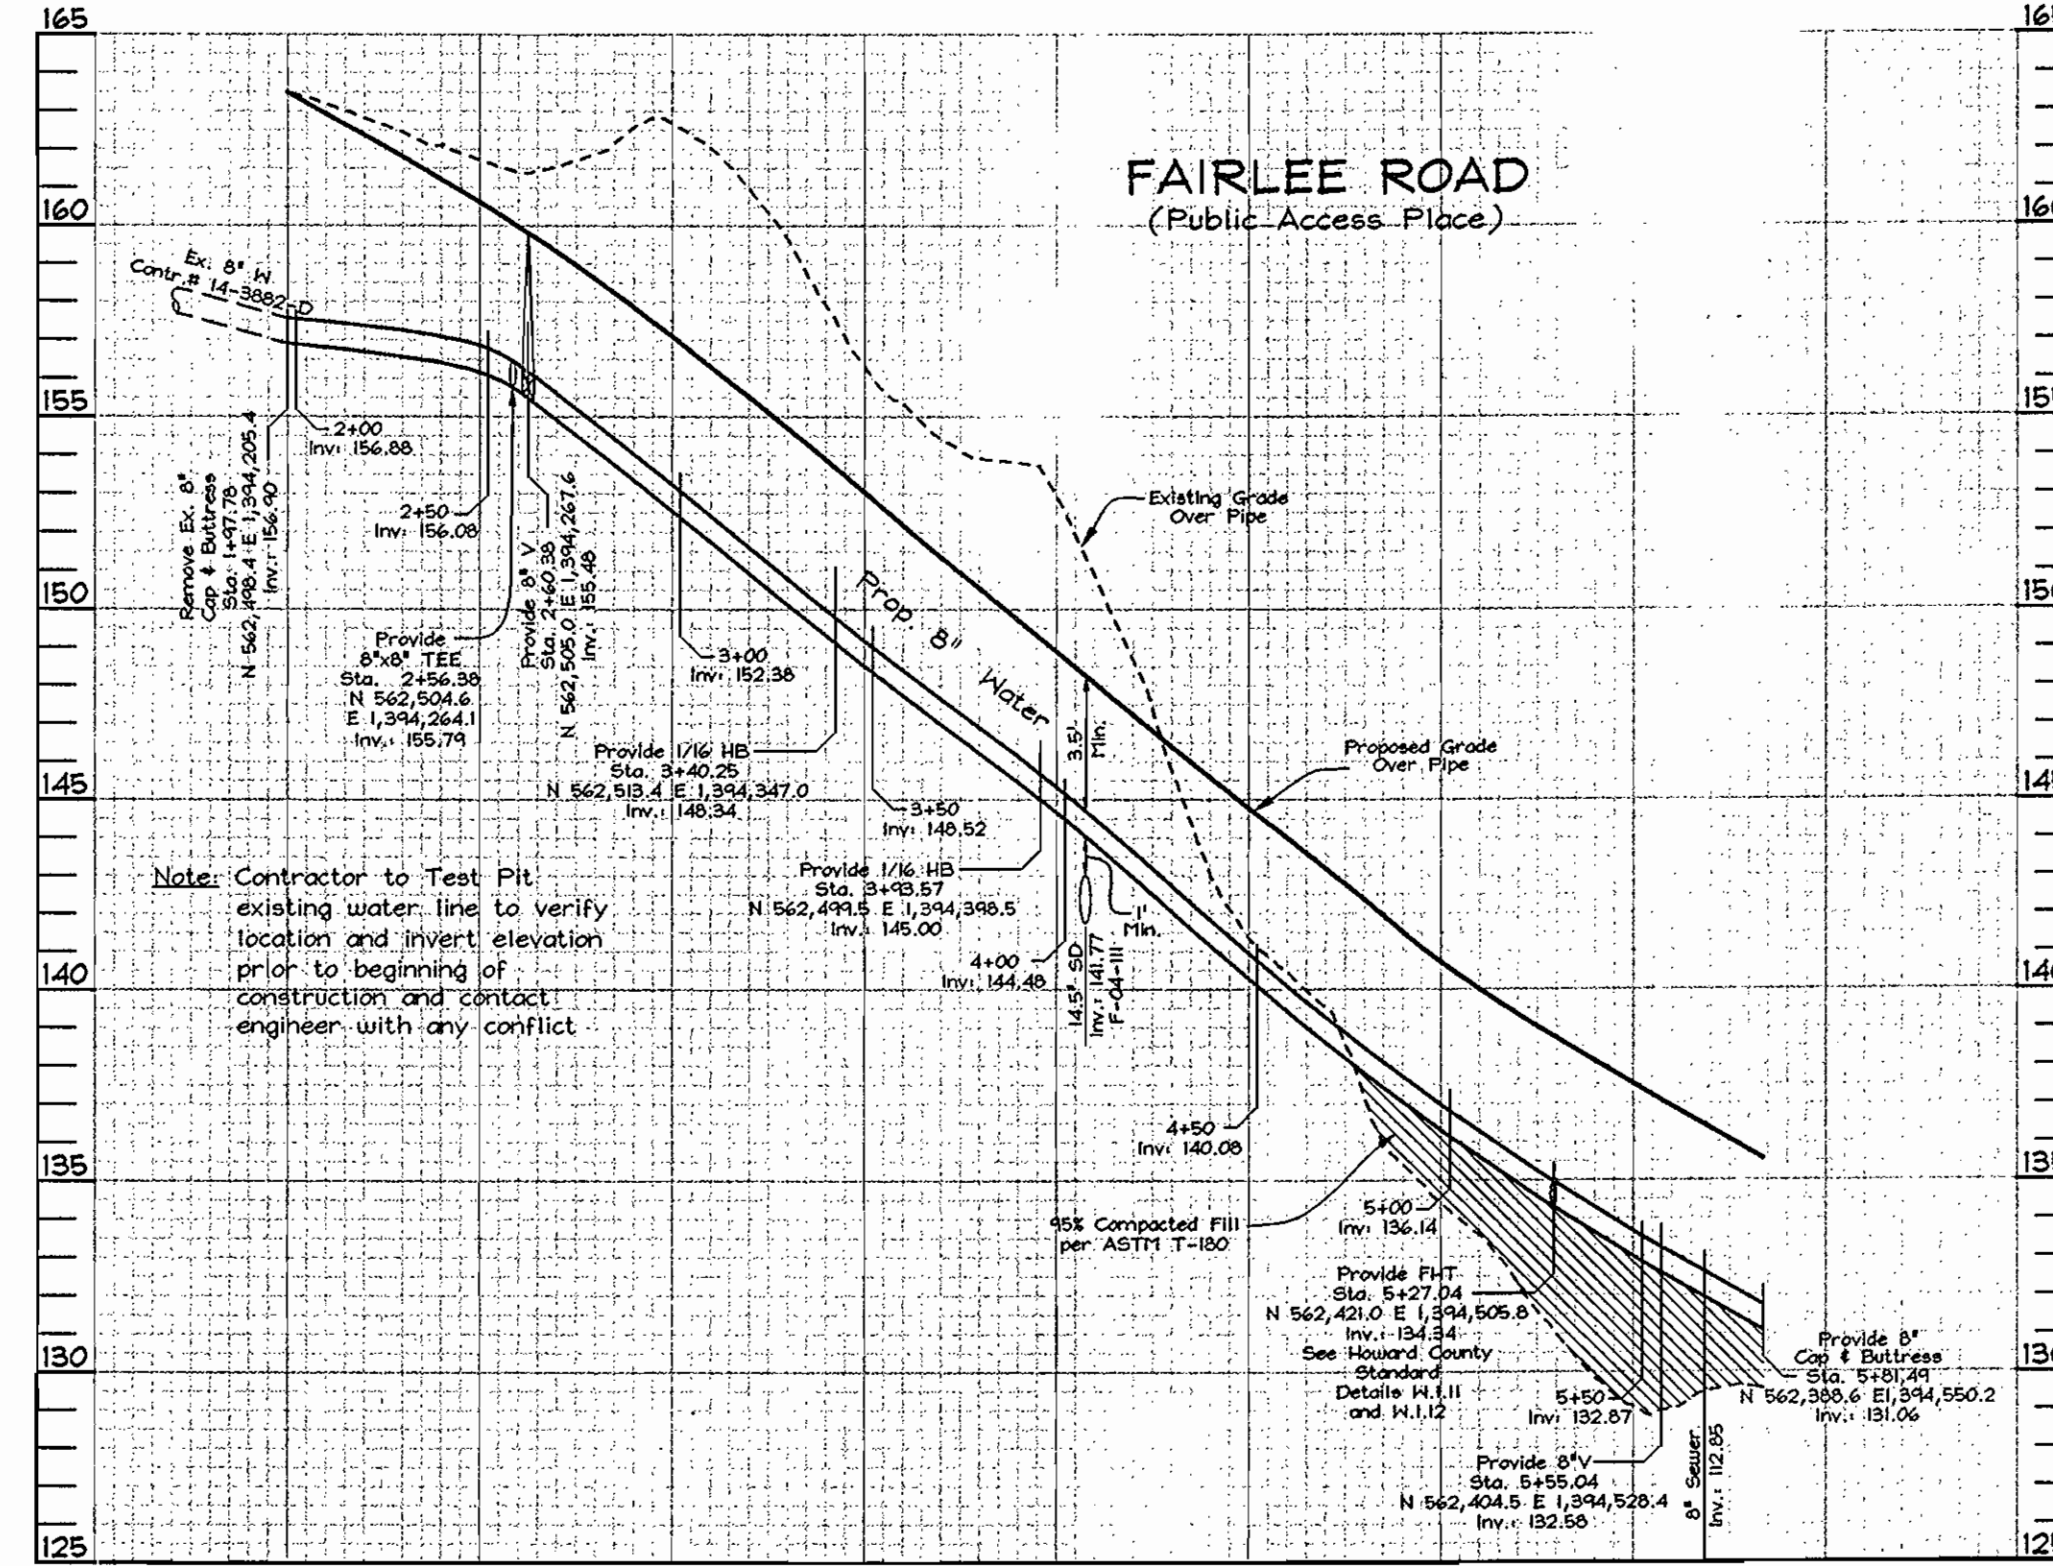 165
160
155
150
145
140
135
130
125
FAIRLEE ROAD
(Public Access Place)
Ex. 8" W
Contr.# 14-3882-D
2+00
Inv: 156.88
Remove Ex. 8"
Cap & Buttress
Sta. 1+97.78
N 562,498.4 E 1,394,205.4
Inv.: 156.90
2+50
Inv: 156.08
Provide
8"x8" TEE
Sta. 2+56.38
N 562,504.6
E 1,394,264.1
Inv.: 155.79
Provide 8" V
Sta. 2+60.38
N 562,505.0 E 1,394,267.6
Inv.: 155.48
3+00
Inv: 152.38
Provide 1/16 HB
Sta. 3+40.25
N 562,513.4 E 1,394,347.0
Inv.: 148.34
Prop. 8" Water
3+50
Inv: 148.52
Provide 1/16 HB
Sta. 3+93.57
N 562,499.5 E 1,394,398.5
Inv.: 145.00
4+00
Inv: 144.48
3.5'
Min.
1'
Min.
14.5" SD
Inv.: 141.77
F-04-111
Existing Grade
Over Pipe
Proposed Grade
Over Pipe
Note: Contractor to Test Pit
existing water line to verify
location and invert elevation
prior to beginning of
construction and contact
engineer with any conflict
4+50
Inv: 140.08
95% Compacted Fill
per ASTM T-180
5+00
Inv: 136.14
Provide FHT
Sta. 5+27.04
N 562,421.0 E 1,394,505.8
Inv.: 134.34
See Howard County
Standard
Details W.1.11
and W.1.12
5+50
Inv: 132.87
Provide 8"V
Sta. 5+55.04
N 562,404.5 E 1,394,528.4
Inv.: 132.58
8" Sewer
Inv.: 112.85
Provide 8"
Cap & Buttress
Sta. 5+81.49
N 562,388.6 E1,394,550.2
Inv.: 131.06